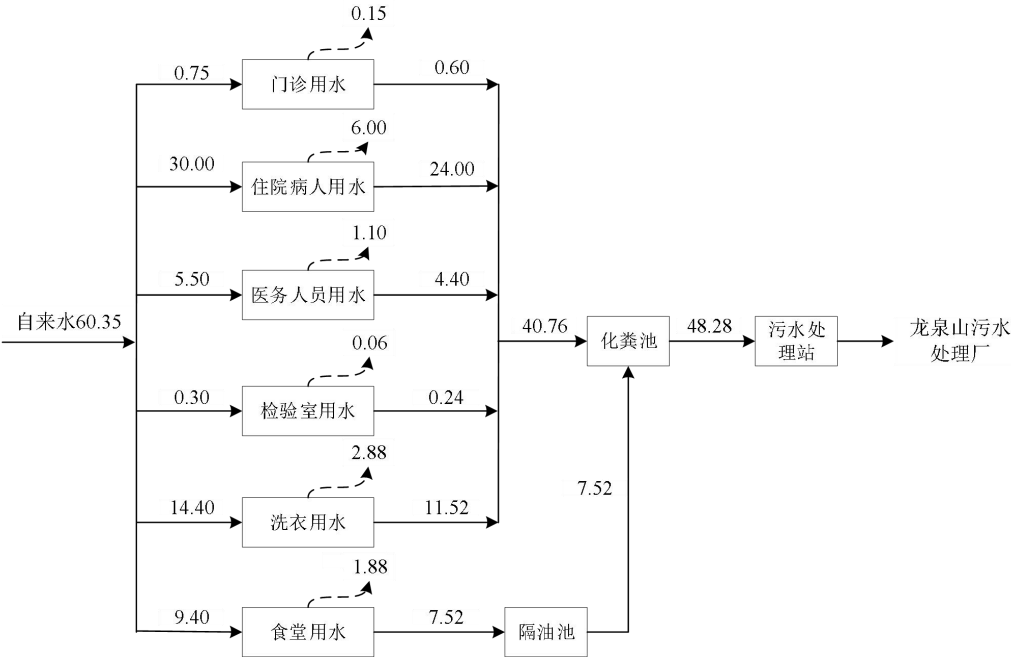 0.15
0.75
门诊用水
0.60
6.00
30.00
住院病人用水
24.00
1.10
5.50
医务人员用水
4.40
自来水60.35
40.76
化粪池
48.28
污水处
理站
龙泉山污水
处理厂
0.06
0.30
检验室用水
0.24
2.88
14.40
洗衣用水
11.52
7.52
1.88
9.40
食堂用水
7.52
隔油池